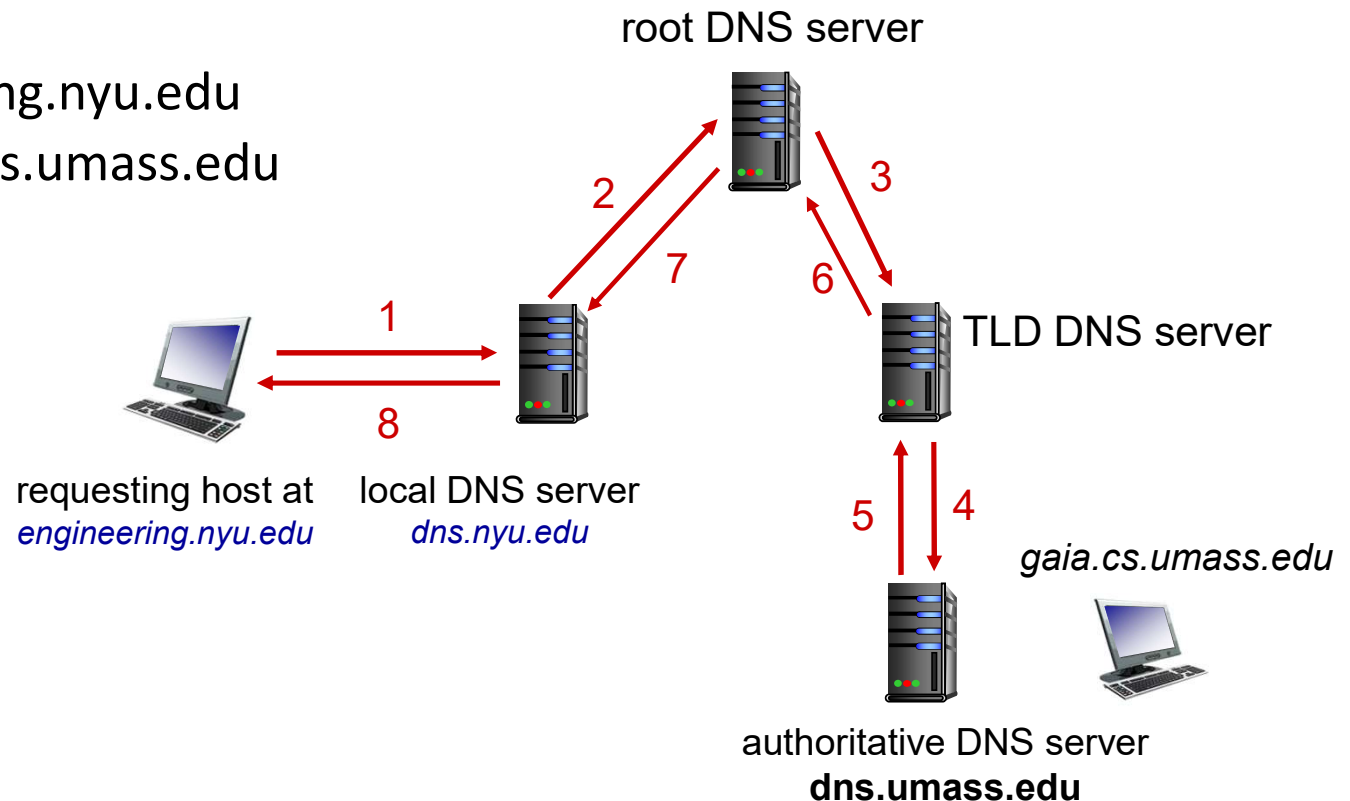 root DNS server
ng.nyu.edu
s.umass.edu
2
3
7
6
1
TLD DNS server
8
requesting host at
engineering.nyu.edu
local DNS server
dns.nyu.edu
5
4
gaia.cs.umass.edu
authoritative DNS server
dns.umass.edu